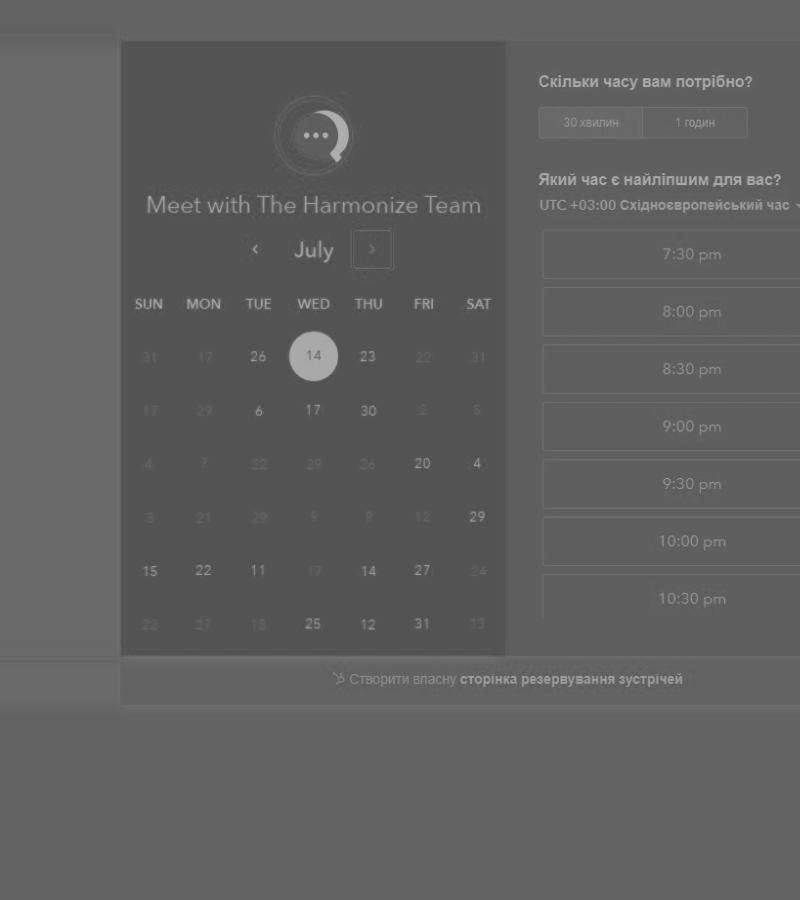 Meet with The Harmonize Team
July
SUN MON TUE WED THU FRI SAT
31 17 26 14 23 22 31
17 29 6 17 30 2 5
4 7 22 29 26 20 4
3 21 29 9 9 12 29
15 22 11 17 14 27 24
22 27 18 25 12 31 13
Скільки часу вам потрібно?
30 хвилин 1 годин
Який час є найліпшим для вас?
UTC +03:00 Східноєвропейський час
7:30 pm
8:00 pm
8:30 pm
9:00 pm
9:30 pm
10:00 pm
10:30 pm
Створити власну сторінка резервування зустрічей